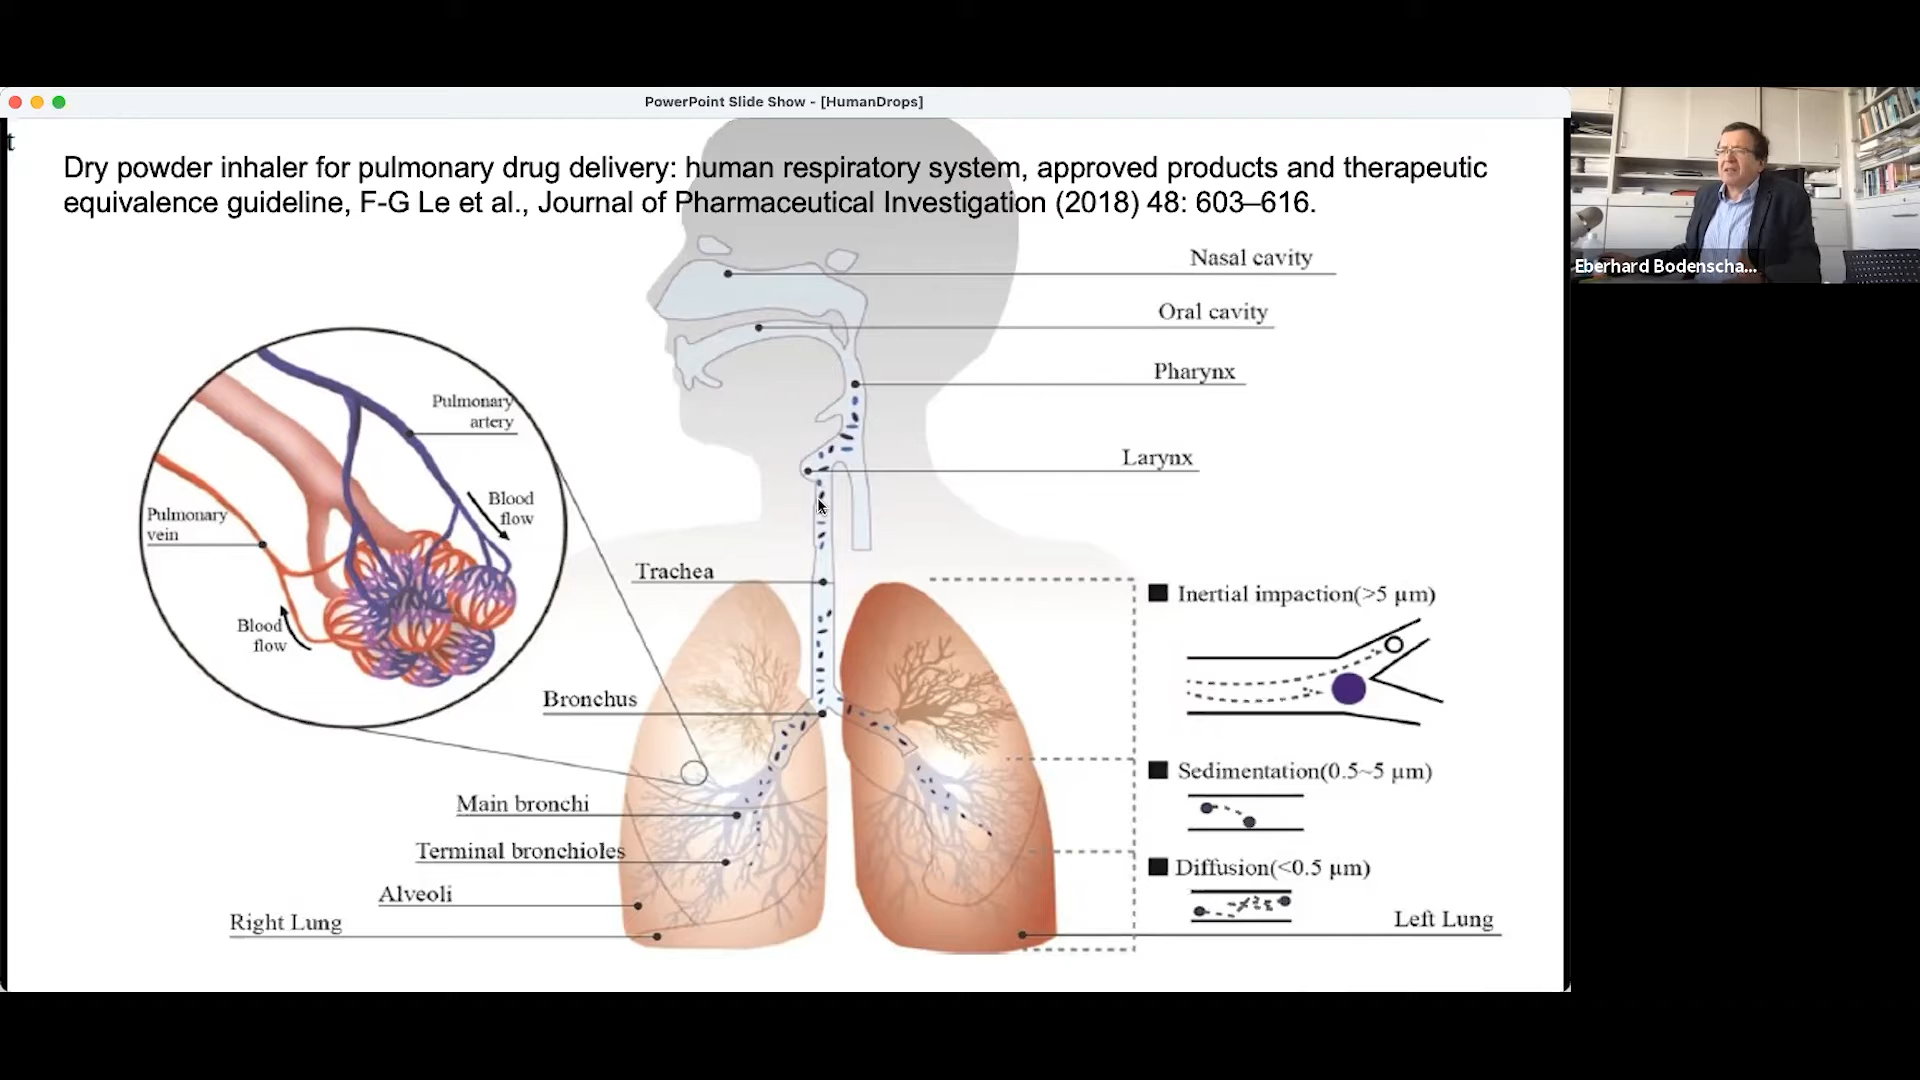 PowerPoint Slide Show - [HumanDrops]
t
Dry powder inhaler for pulmonary drug delivery: human respiratory system, approved products and therapeutic
equivalence guideline, F-G Le et al., Journal of Pharmaceutical Investigation (2018) 48: 603–616.
Eberhard Bodenscha...
Nasal cavity
Oral cavity
Pharynx
Larynx
Pulmonary
artery
Blood
flow
Pulmonary
vein
Blood
flow
Trachea
Bronchus
Main bronchi
Terminal bronchioles
Alveoli
Right Lung
Inertial impaction(>5 µm)
Sedimentation(0.5~5 µm)
Diffusion(<0.5 µm)
Left Lung